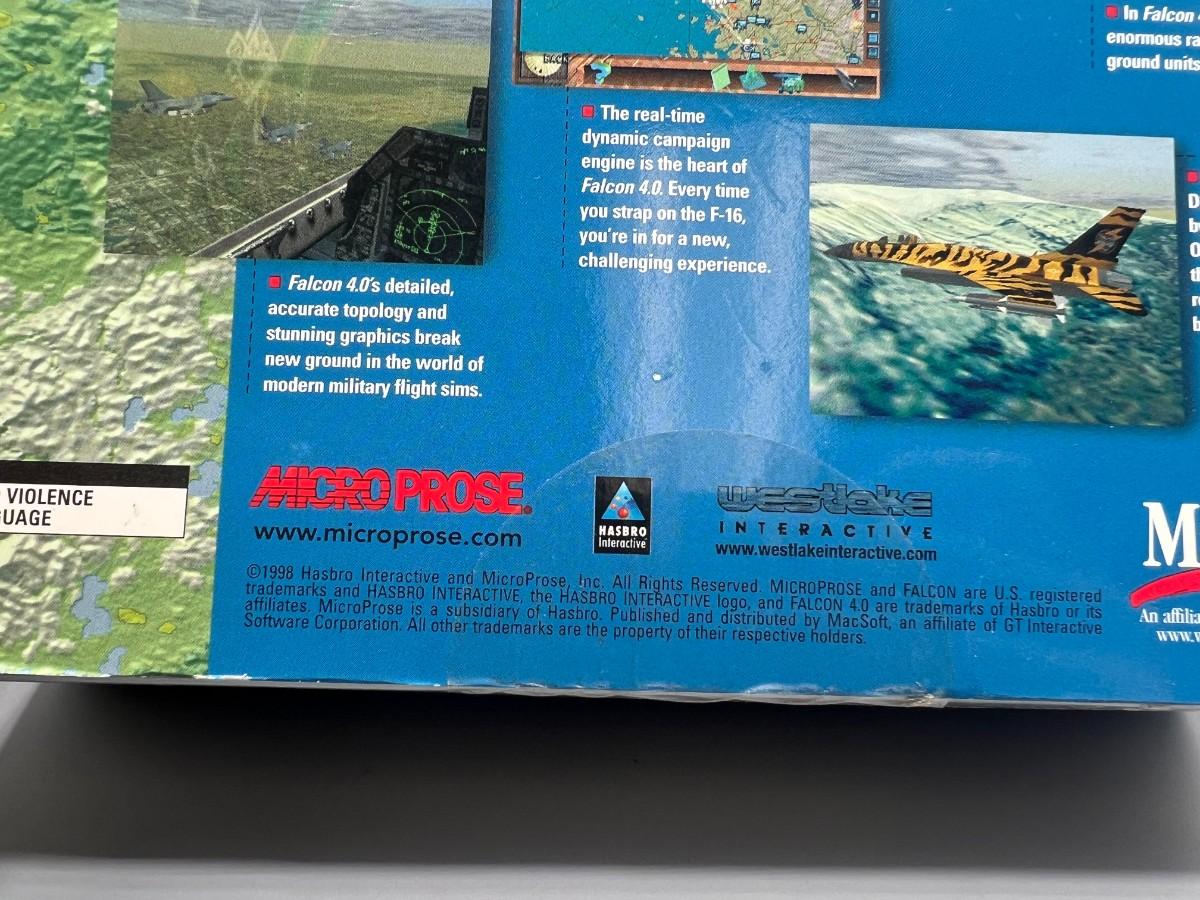 BACK
In Falcon
enormous
ground units
The real-time
dynamic campaign
engine is the heart of
Falcon 4.0. Every time
you strap on the F-16,
you're in for a new,
challenging experience.
Falcon 4.0's detailed,
accurate topology and
stunning graphics break
new ground in the world of
modern military flight sims.
VIOLENCE
UAGE
MICROPROSE.
www.microprose.com
HASBRO
Interactive
westlake
INTERACTIVE
www.westlakeinteractive.com
©1998 Hasbro Interactive and MicroProse, Inc. All Rights Reserved. MICROPROSE and FALCON are U.S. registered
trademarks and HASBRO INTERACTIVE, the HASBRO INTERACTIVE logo, and FALCON 4.0 are trademarks of Hasbro or its
affiliates. MicroProse is a subsidiary of Hasbro. Published and distributed by MacSoft, an affiliate of GT Interactive
Software Corporation. All other trademarks are the property of their respective holders.
M
An affilia
www.